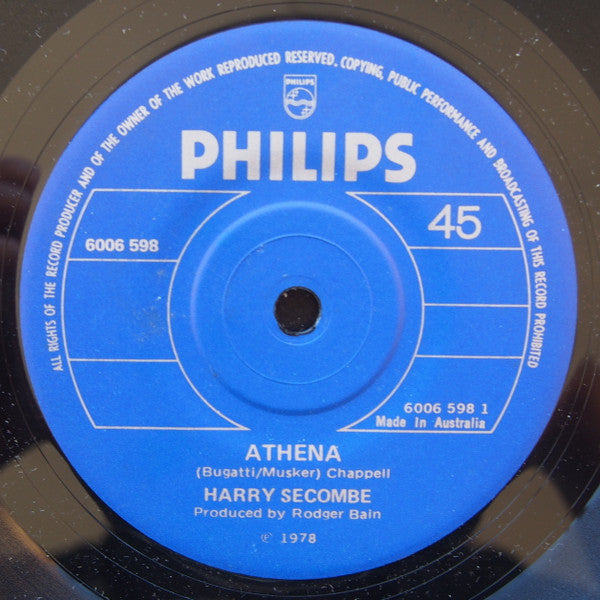 ALL RIGHTS OF THE RECORD PRODUCER AND OF THE OWNER OF THE WORK REPRODUCED RESERVED. COPYING, PUBLIC PERFORMANCE AND BROADCASTING OF THIS RECORD PROHIBITED
PHILIPS
PHILIPS
45
6006 598
6006 598 1
Made In Australia
ATHENA
(Bugatti/Musker) Chappell
HARRY SECOMBE
Produced by Rodger Bain
℗ 1978